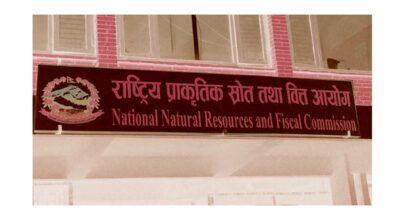 राष्ट्रिय प्राकृतिक स्रोत तथा वित्त आयोग
National Natural Resources and Fiscal Commission